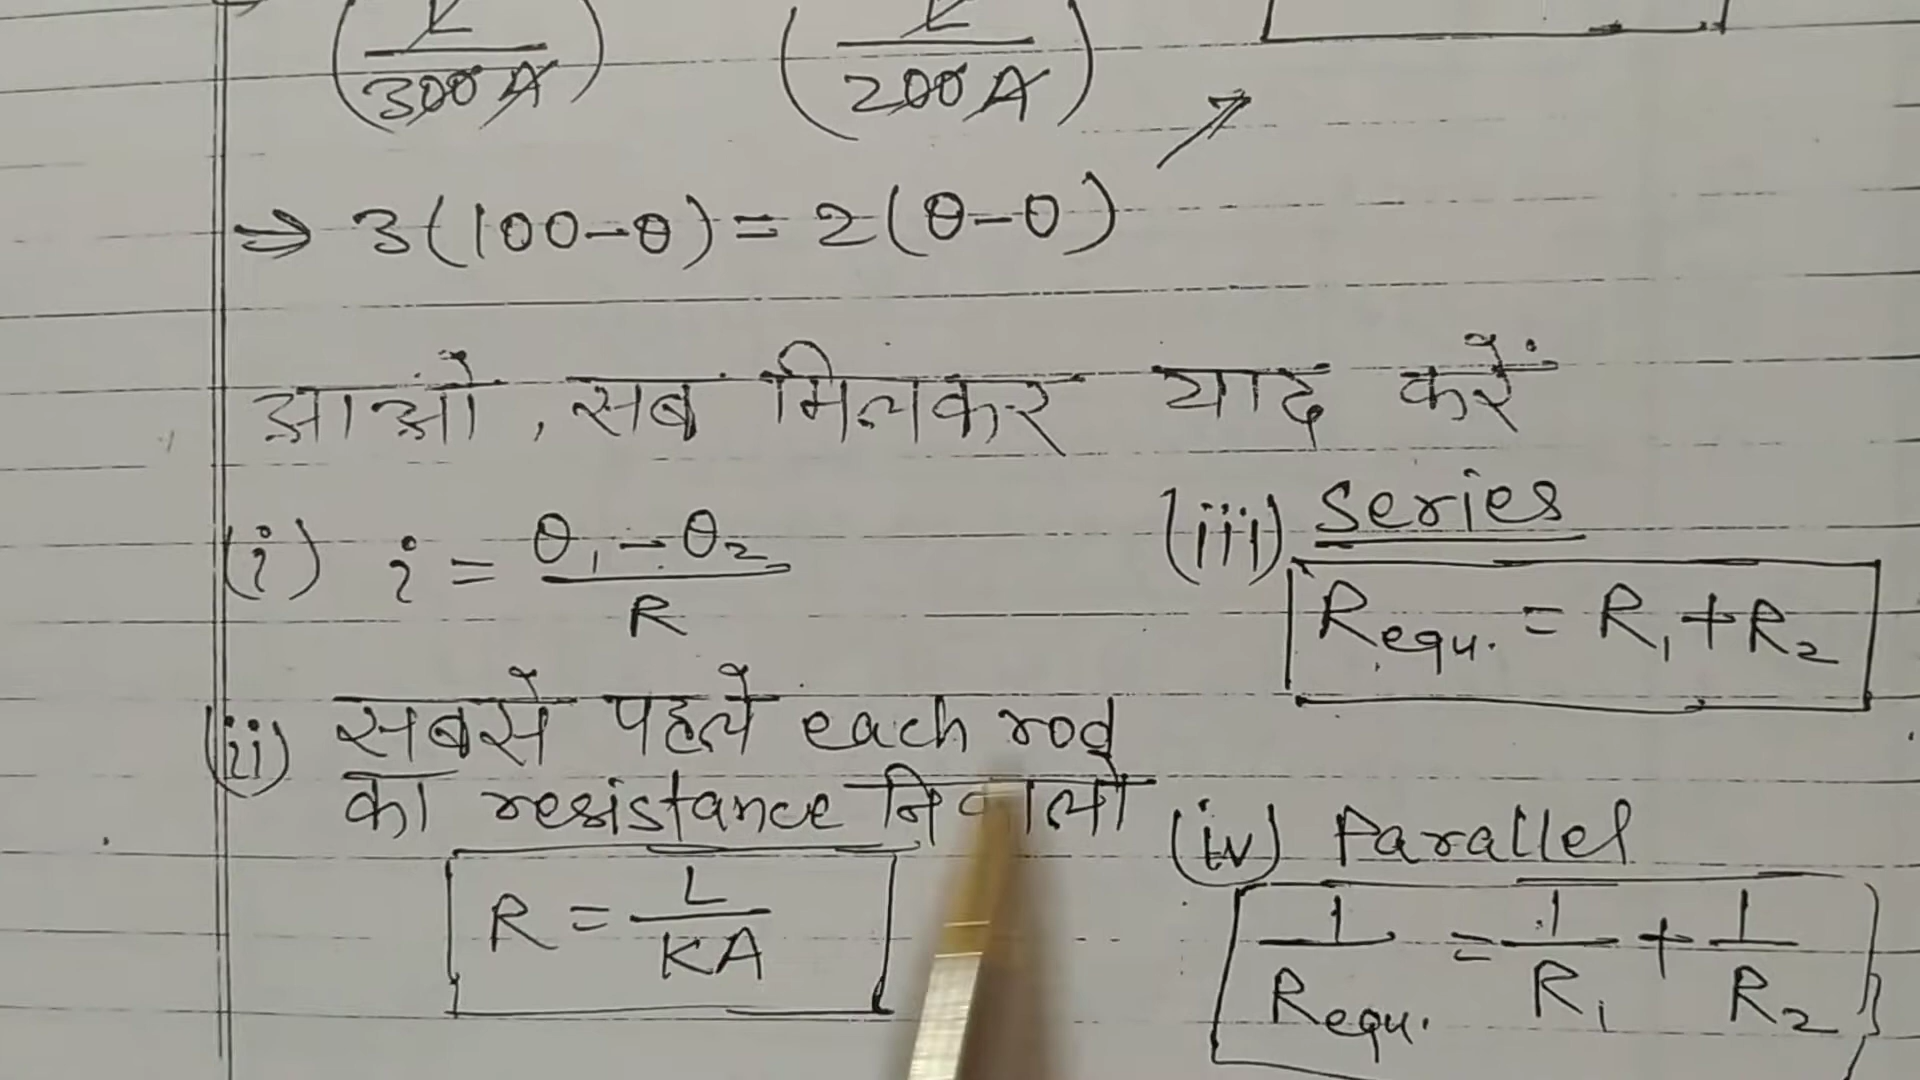 (L/300A) (L/200A)
⇒ 3(100-θ) = 2(θ-0)
आओ, सब मिलकर याद करें
(i) i = θ₁-θ₂/R
(ii) सबसे पहले each rod
का resistance निकालो
R = L/KA
(iii) Series
Requ. = R₁+R₂
(iv) Parallel
1/Requ. = 1/R₁ + 1/R₂